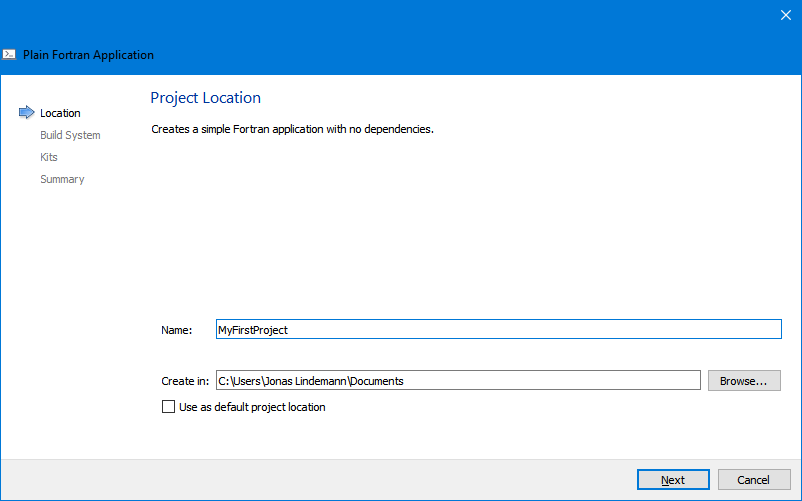 Plain Fortran Application
Location
Build System
Kits
Summary
Project Location
Creates a simple Fortran application with no dependencies.
Name: MyFirstProject
Create in: C:\Users\Jonas Lindemann\Documents Browse...
Use as default project location
Next Cancel